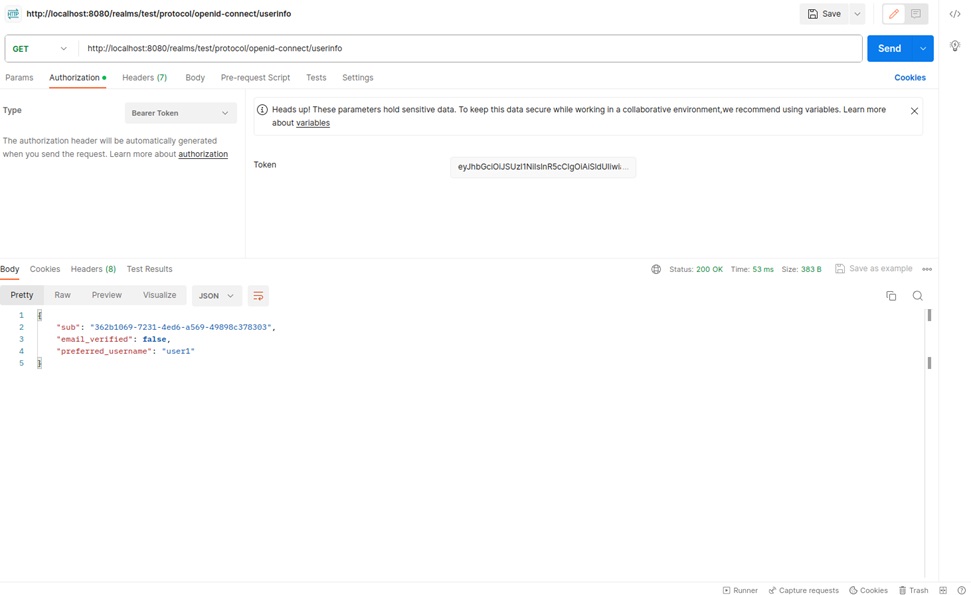 HTTP http://localhost:8080/realms/test/protocol/openid-connect/userinfo Save
GET http://localhost:8080/realms/test/protocol/openid-connect/userinfo Send
Params Authorization Headers (7) Body Pre-request Script Tests Settings Cookies
Type Bearer Token
The authorization header will be automatically generated
when you send the request. Learn more about authorization
Heads up! These parameters hold sensitive data. To keep this data secure while working in a collaborative environment,we recommend using variables. Learn more
about variables
Token
Body Cookies Headers (8) Test Results Status: 200 OK Time: 53 ms Size: 383 B Save as example
Pretty Raw Preview Visualize JSON
1 {
2 "sub": "362b1069-7231-4ed6-a569-49898c378303",
3 "email_verified": false,
4 "preferred_username": "user1"
5 }
Runner Capture requests Cookies Trash